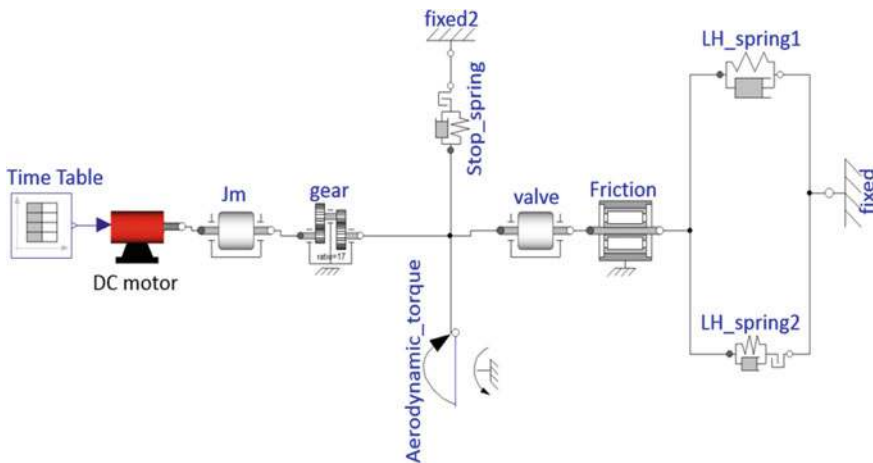 fixed2
LH_spring1
Stop_spring
Time Table
Jm
gear
valve
Friction
fixed
ratio=17
DC motor
Aerodynamic_torque
LH_spring2